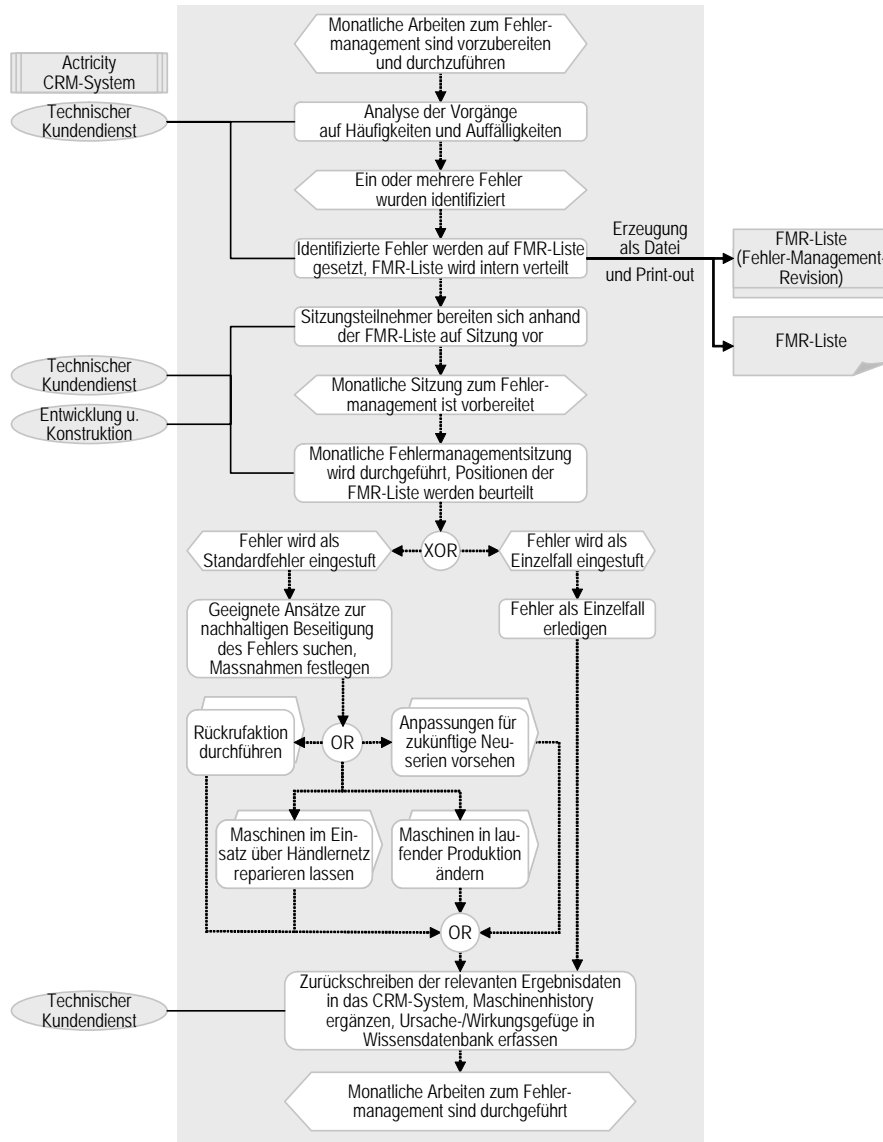 Monatliche Arbeiten zum Fehler-
management sind vorzubereiten
und durchzuführen
Actricity
CRM-System
Technischer
Kundendienst
Analyse der Vorgänge
auf Häufigkeiten und Auffälligkeiten
Ein oder mehrere Fehler
wurden identifiziert
Identifizierte Fehler werden auf FMR-Liste
gesetzt, FMR-Liste wird intern verteilt
Erzeugung
als Datei
und Print-out
FMR-Liste
(Fehler-Management-
Revision)
FMR-Liste
Sitzungsteilnehmer bereiten sich anhand
der FMR-Liste auf Sitzung vor
Technischer
Kundendienst
Entwicklung u.
Konstruktion
Monatliche Sitzung zum Fehler-
management ist vorbereitet
Monatliche Fehlermanagementsitzung
wird durchgeführt, Positionen der
FMR-Liste werden beurteilt
Fehler wird als
Standardfehler eingestuft
XOR
Fehler wird als
Einzelfall eingestuft
Geeignete Ansätze zur
nachhaltigen Beseitigung
des Fehlers suchen,
Massnahmen festlegen
Fehler als Einzelfall
erledigen
Rückrufaktion
durchführen
OR
Anpassungen für
zukünftige Neu-
serien vorsehen
Maschinen im Ein-
satz über Händlernetz
reparieren lassen
Maschinen in lau-
fender Produktion
ändern
OR
Technischer
Kundendienst
Zurückschreiben der relevanten Ergebnisdaten
in das CRM-System, Maschinenhistory
ergänzen, Ursache-/Wirkungsgefüge in
Wissensdatenbank erfassen
Monatliche Arbeiten zum Fehler-
management sind durchgeführt